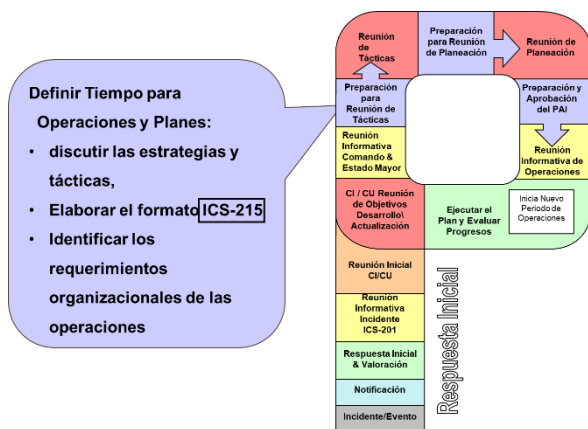 Definir Tiempo para
Operaciones y Planes:
• discutir las estrategias y
tácticas,
• Elaborar el formato ICS-215
• Identificar los
requerimientos
organizacionales de las
operaciones
Reunión
de
Tácticas
Preparación
para Reunión
de Planeación
Reunión de
Planeación
Preparación
para
Reunión de
Tácticas
Preparación y
Aprobación
del PAI
Reunión
Informativa
Comando &
Estado Mayor
Reunión
Informativa de
Operaciones
CI / CU Reunión
de Objetivos
Desarrollo\
Actualización
Ejecutar el
Plan y Evaluar
Progresos
Inicia Nuevo
Periodo de
Operaciones
Reunión Inicial
CI/CU
Reunión
Informativa
Incidente
ICS-201
Respuesta Inicial
& Valoración
Notificación
Incidente/Evento
Respuesta Inicial